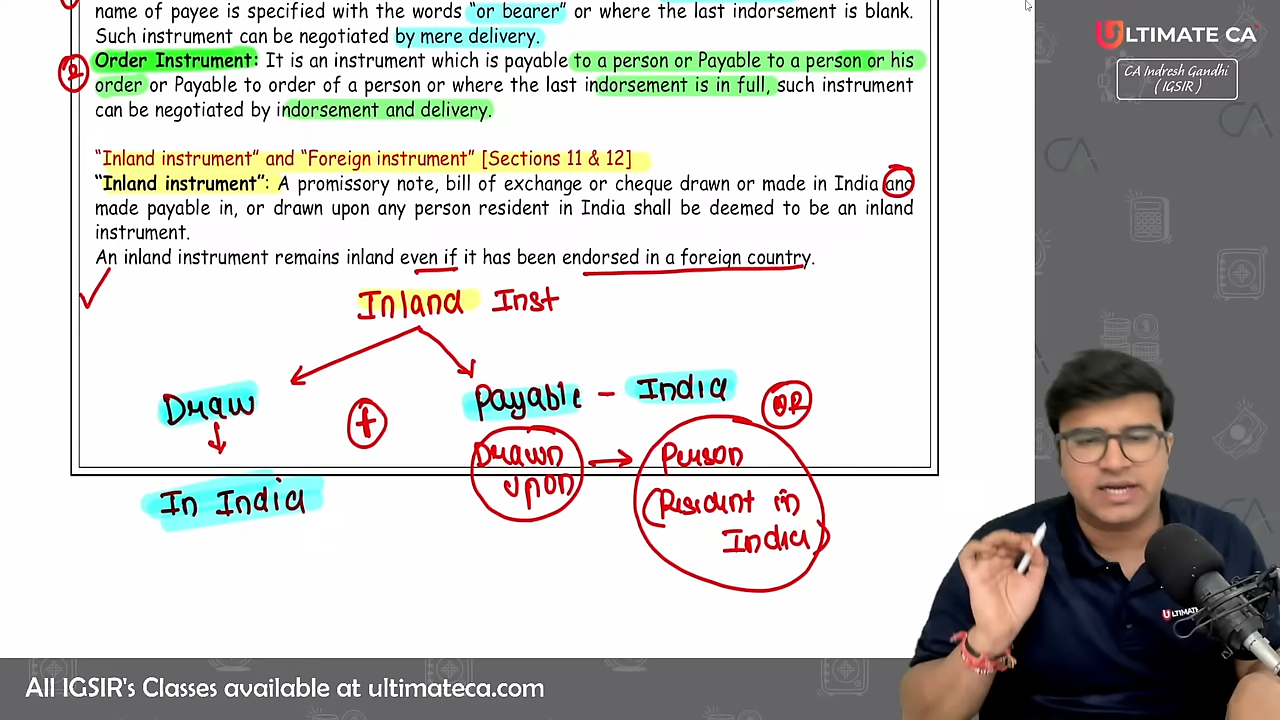 name of payee is specified with the words “or bearer” or where the last indorsement is blank.
Such instrument can be negotiated by mere delivery.
Order Instrument: It is an instrument which is payable to a person or Payable to a person or his
order or Payable to order of a person or where the last indorsement is in full, such instrument
can be negotiated by indorsement and delivery.
“Inland instrument” and “Foreign instrument” [Sections 11 & 12]
“Inland instrument”: A promissory note, bill of exchange or cheque drawn or made in India and
made payable in, or drawn upon any person resident in India shall be deemed to be an inland
instrument.
An inland instrument remains inland even if it has been endorsed in a foreign country.
Inland Inst
Draw
+
Payable - India
OR
In India
Drawn
upon
Person
(Resident in
India)
ULTIMATE CA
CA Indresh Gandhi
( IGSIR )
ULTIMATE
All IGSIR's Classes available at ultimateca.com